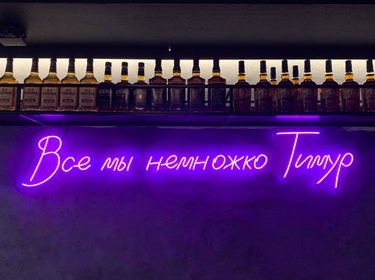 Все мы немножко Тимур